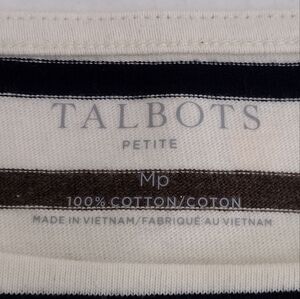 TALBOTS
PETITE
Mp
100% COTTON/COTON
MADE IN VIETNAM/FABRIQUÉ AU VIETNAM